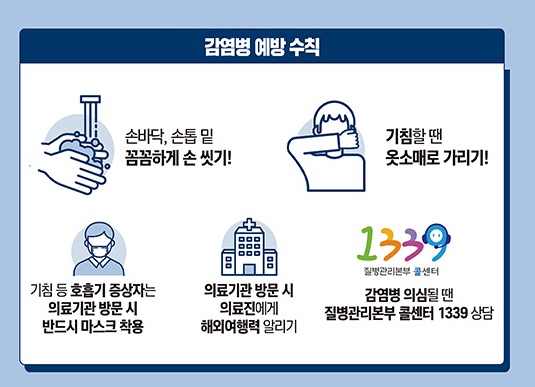 감염병 예방 수칙
손바닥, 손톱 밑
꼼꼼하게 손 씻기!
기침할 땐
옷소매로 가리기!
기침 등 호흡기 증상자는
의료기관 방문 시
반드시 마스크 착용
의료기관 방문 시
의료진에게
해외여행력 알리기
1339
질병관리본부 콜센터
감염병 의심될 땐
질병관리본부 콜센터 1339 상담